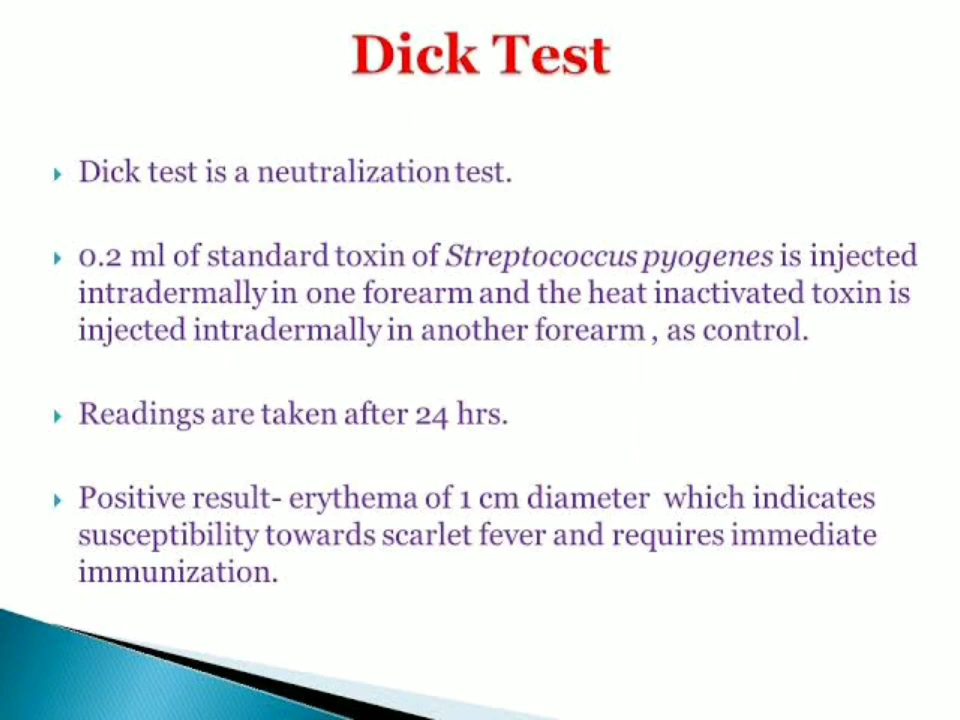 Dick Test
Dick test is a neutralization test.
0.2 ml of standard toxin of Streptococcus pyogenes is injected
intradermally in one forearm and the heat inactivated toxin is
injected intradermally in another forearm , as control.
Readings are taken after 24 hrs.
Positive result- erythema of 1 cm diameter which indicates
susceptibility towards scarlet fever and requires immediate
immunization.